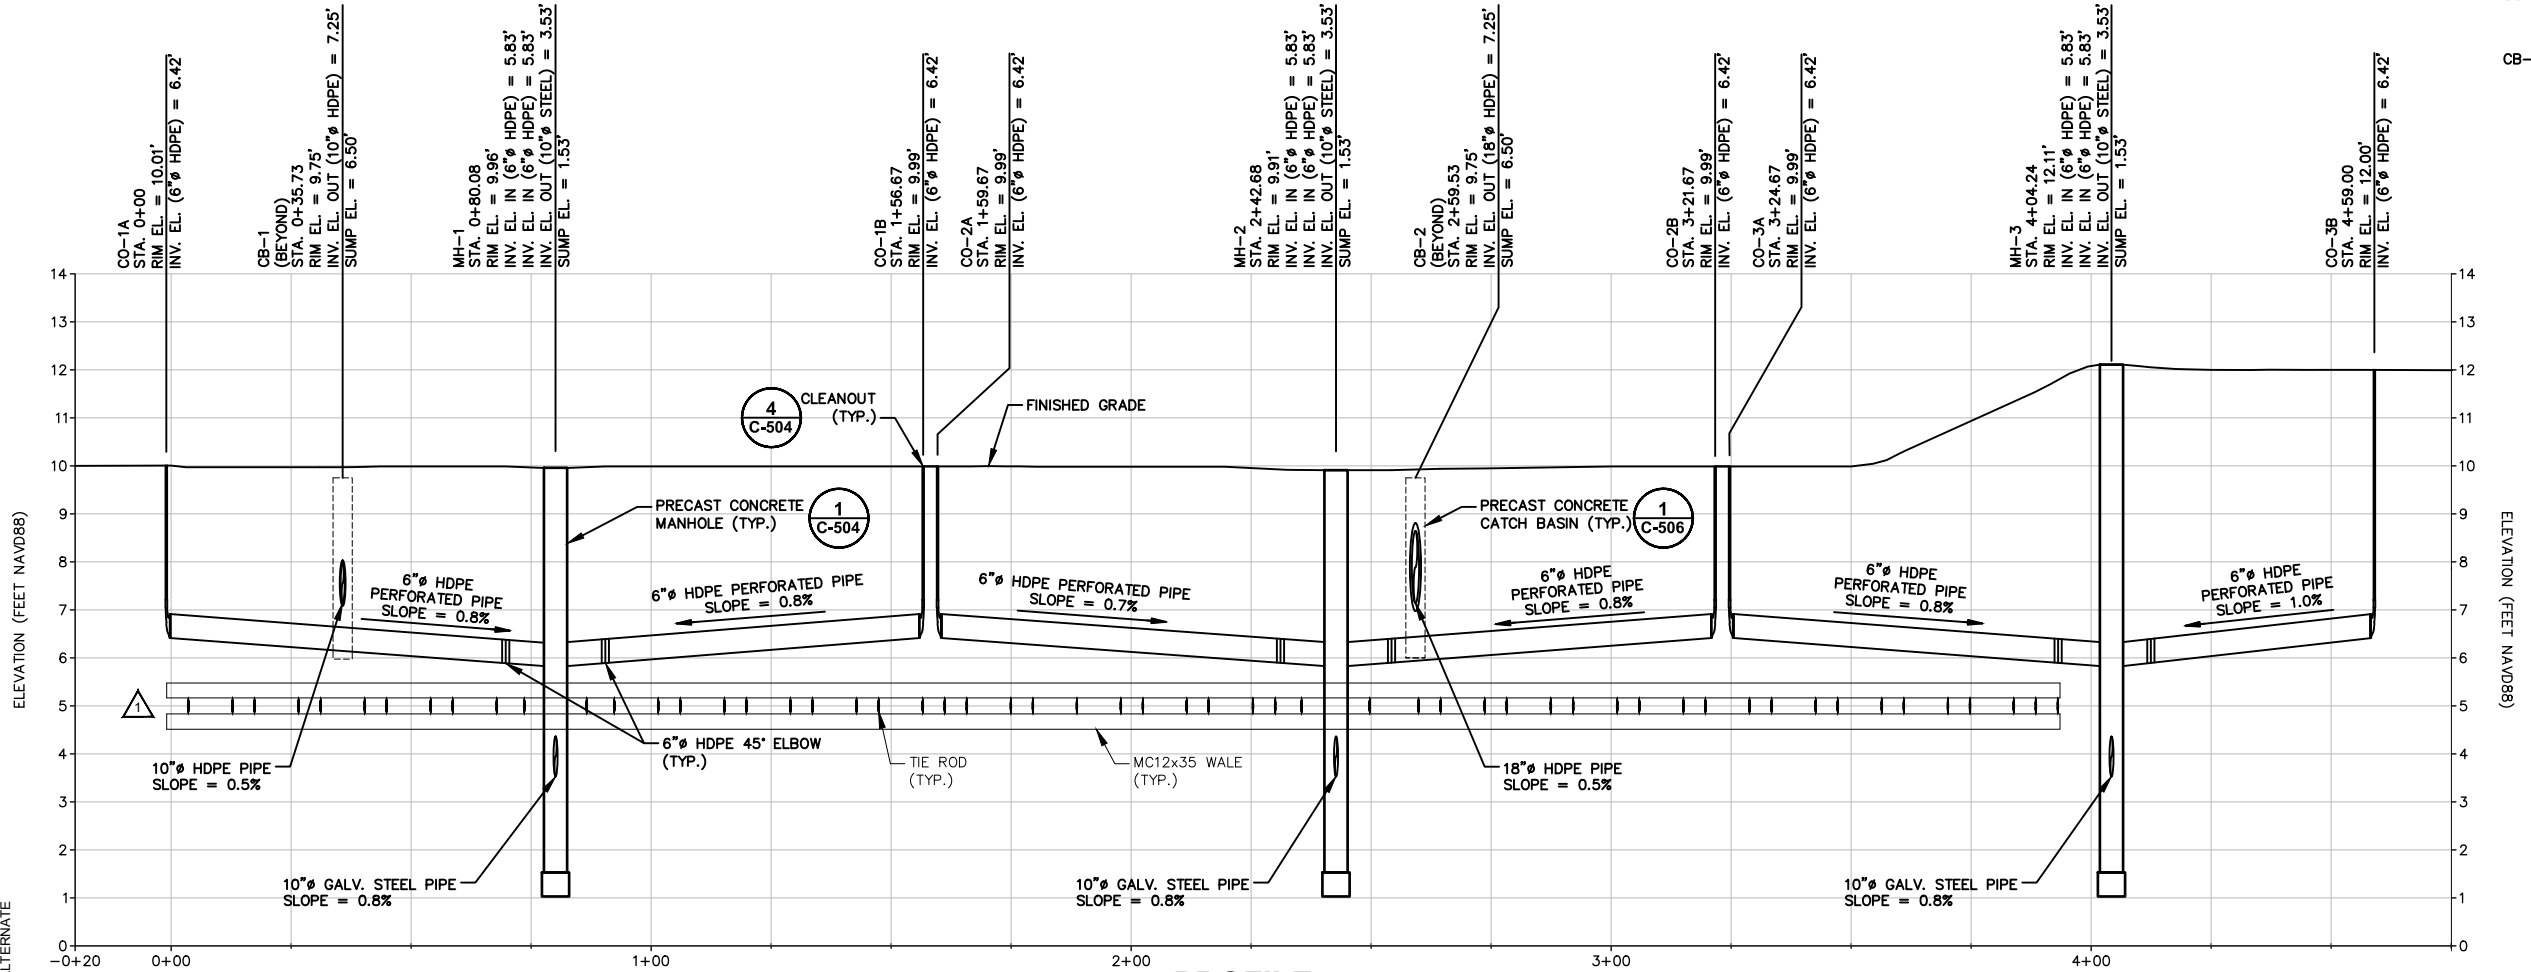 CO-1A
STA. 0+00
RIM EL. = 10.01'
INV. EL. (6"ø HDPE) = 6.42'
CB-1
(BEYOND)
STA. 0+35.73
RIM EL. = 9.75'
INV. EL. OUT (10"ø HDPE) = 7.25'
SUMP EL. = 6.50'
MH-1
STA. 0+80.08
RIM EL. = 9.96'
INV. EL. IN (6"ø HDPE) = 5.83'
INV. EL. IN (6"ø HDPE) = 5.83'
INV. EL. OUT (10"ø STEEL) = 3.53'
SUMP EL. = 1.53'
CO-1B
STA. 1+56.67
RIM EL. = 9.99'
INV. EL. (6"ø HDPE) = 6.42'
CO-2A
STA. 1+59.67
RIM EL. = 9.99'
INV. EL. (6"ø HDPE) = 6.42'
MH-2
STA. 2+42.68
RIM EL. = 9.91'
INV. EL. IN (6"ø HDPE) = 5.83'
INV. EL. IN (6"ø HDPE) = 5.83'
INV. EL. OUT (10"ø STEEL) = 3.53'
SUMP EL. = 1.53'
CB-2
(BEYOND)
STA. 2+59.53
RIM EL. = 9.75'
INV. EL. OUT (18"ø HDPE) = 7.25'
SUMP EL. = 6.50'
CO-2B
STA. 3+21.67
RIM EL. = 9.99'
INV. EL. (6"ø HDPE) = 6.42'
CO-3A
STA. 3+24.67
RIM EL. = 9.99'
INV. EL. (6"ø HDPE) = 6.42'
MH-3
STA. 4+04.24
RIM EL. = 12.11'
INV. EL. IN (6"ø HDPE) = 5.83'
INV. EL. IN (6"ø HDPE) = 5.83'
INV. EL. OUT (10"ø STEEL) = 3.53'
SUMP EL. = 1.53'
CO-3B
STA. 4+59.00
RIM EL. = 12.00'
INV. EL. (6"ø HDPE) = 6.42'
CB-
14
13
12
11
10
9
8
7
6
5
4
3
2
1
0
ELEVATION (FEET NAVD88)
4
C-504
CLEANOUT
(TYP.)
FINISHED GRADE
PRECAST CONCRETE
MANHOLE (TYP.)
1
C-504
PRECAST CONCRETE
CATCH BASIN (TYP.)
1
C-506
6"ø HDPE
PERFORATED PIPE
SLOPE = 0.8%
6"ø HDPE PERFORATED PIPE
SLOPE = 0.8%
6"ø HDPE PERFORATED PIPE
SLOPE = 0.7%
6"ø HDPE
PERFORATED PIPE
SLOPE = 0.8%
6"ø HDPE
PERFORATED PIPE
SLOPE = 0.8%
6"ø HDPE
PERFORATED PIPE
SLOPE = 1.0%
1
10"ø HDPE PIPE
SLOPE = 0.5%
6"ø HDPE 45° ELBOW
(TYP.)
TIE ROD
(TYP.)
MC12x35 WALE
(TYP.)
18"ø HDPE PIPE
SLOPE = 0.5%
10"ø GALV. STEEL PIPE
SLOPE = 0.8%
10"ø GALV. STEEL PIPE
SLOPE = 0.8%
10"ø GALV. STEEL PIPE
SLOPE = 0.8%
14
13
12
11
10
9
8
7
6
5
4
3
2
1
0
ELEVATION (FEET NAVD88)
-0+20
0+00
1+00
2+00
3+00
4+00